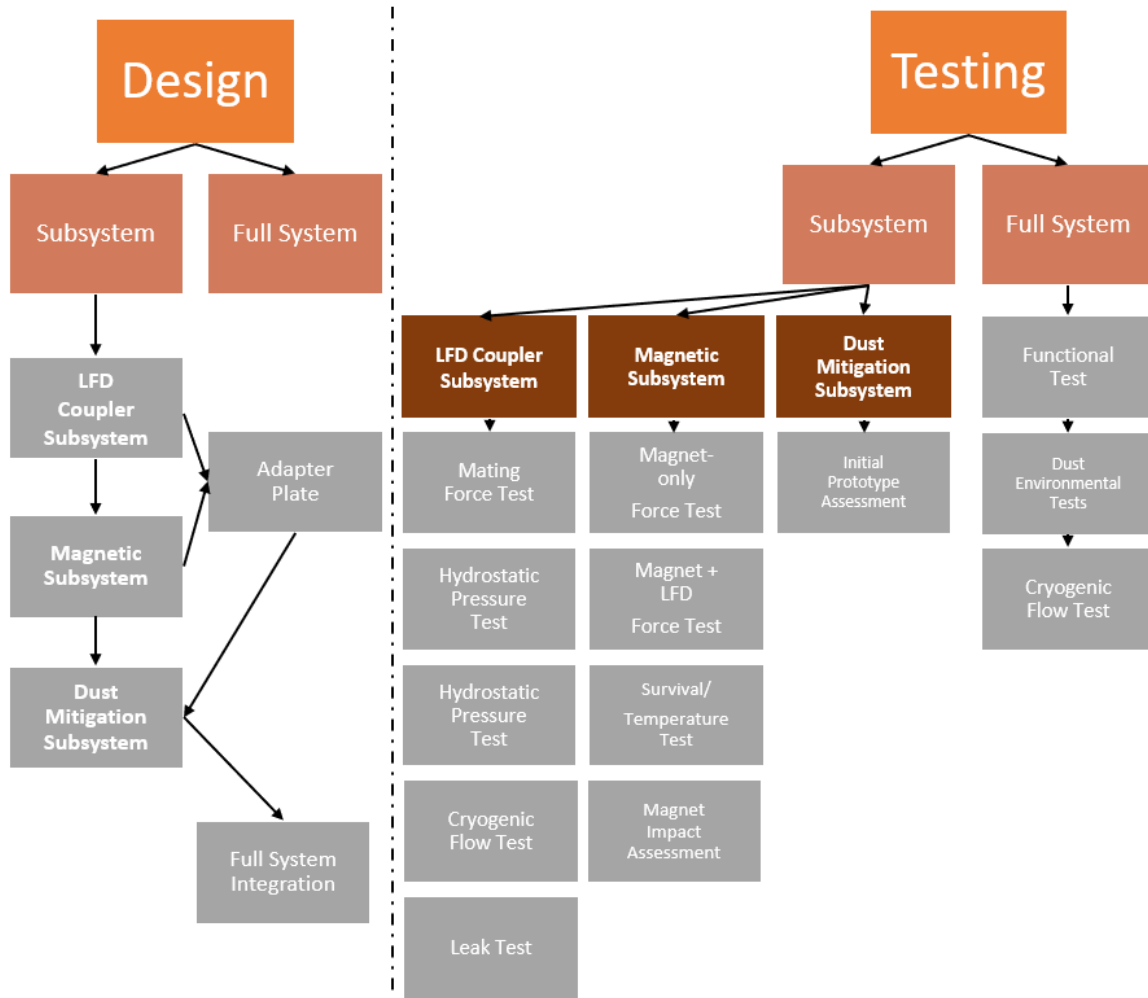 Design
Subsystem
Full System
LFD
Coupler
Subsystem
Adapter
Plate
Magnetic
Subsystem
Dust
Mitigation
Subsystem
Full System
Integration
Testing
Subsystem
Full System
LFD Coupler
Subsystem
Mating
Force Test
Hydrostatic
Pressure
Test
Hydrostatic
Pressure
Test
Cryogenic
Flow Test
Leak Test
Magnetic
Subsystem
Magnet-
only
Force Test
Magnet +
LFD
Force Test
Survival/
Temperature
Test
Magnet
Impact
Assessment
Dust
Mitigation
Subsystem
Initial
Prototype
Assessment
Functional
Test
Dust
Environmental
Tests
Cryogenic
Flow Test